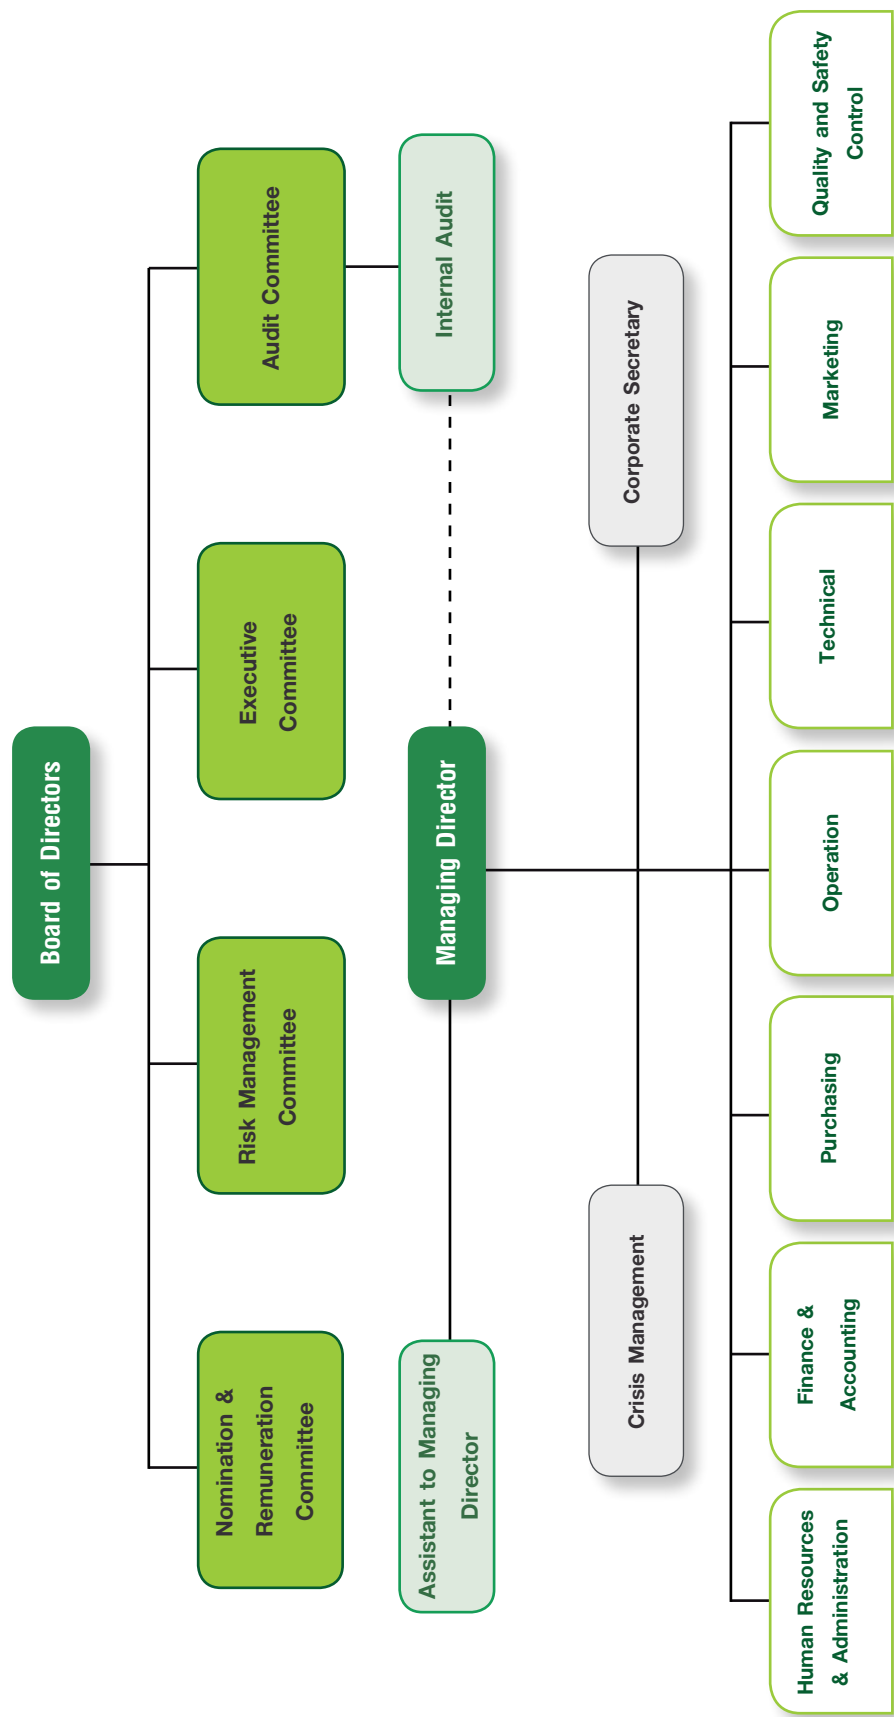 Board of Directors
Nomination &
Remuneration
Committee
Risk Management
Committee
Executive
Committee
Audit Committee
Assistant to Managing
Director
Managing Director
Internal Audit
Crisis Management
Corporate Secretary
Human Resources
& Administration
Finance &
Accounting
Purchasing
Operation
Technical
Marketing
Quality and Safety
Control